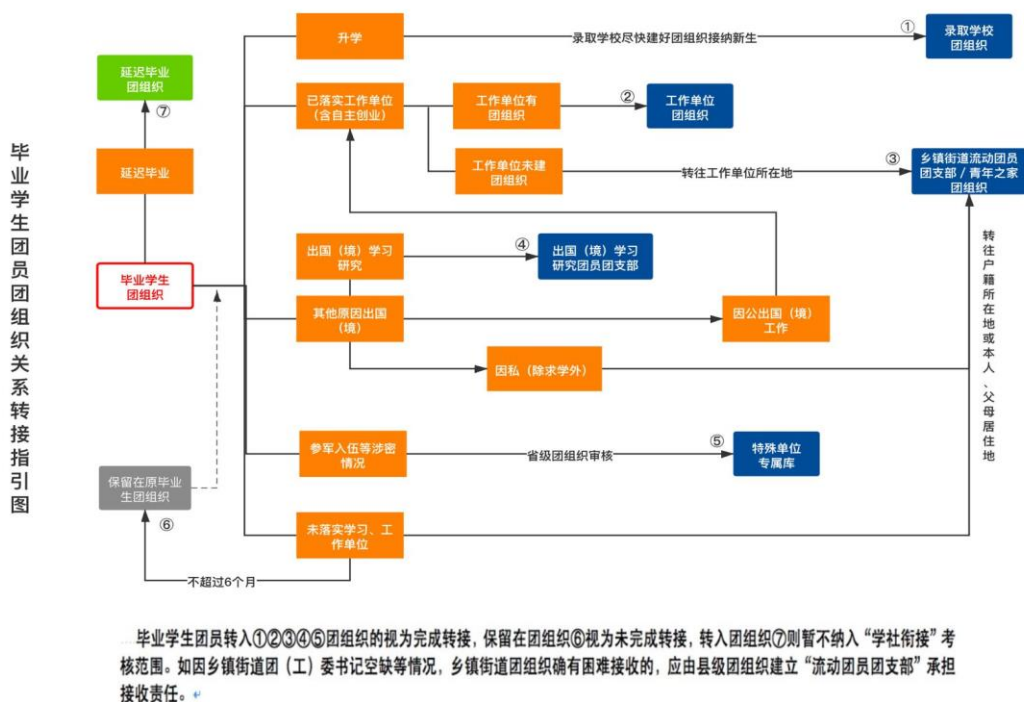 毕业学生团员团组织关系转接指引图
升学
录取学校尽快建好团组织接纳新生
①
录取学校
团组织
延迟毕业
团组织
⑦
延迟毕业
毕业学生
团组织
已落实工作单位
（含自主创业）
工作单位有
团组织
②
工作单位
团组织
工作单位未建
团组织
转往工作单位所在地
③
乡镇街道流动团员
团支部 / 青年之家
团组织
出国（境）学习
研究
④
出国（境）学习
研究团员团支部
其他原因出国
（境）
因公出国（境）
工作
因私（除求学外）
转往户籍所在地或本人、父母居住地
参军入伍等涉密
情况
省级团组织审核
⑤
特殊单位
专属库
保留在原毕业
生团组织
⑥
未落实学习、工
作单位
不超过6个月
毕业学生团员转入①②③④⑤团组织的视为完成转接，保留在团组织⑥视为未完成转接，转入团组织⑦则暂不纳入“学社衔接”考
核范围。如因乡镇街道团（工）委书记空缺等情况，乡镇街道团组织确有困难接收的，应由县级团组织建立“流动团员团支部”承担
接收责任。